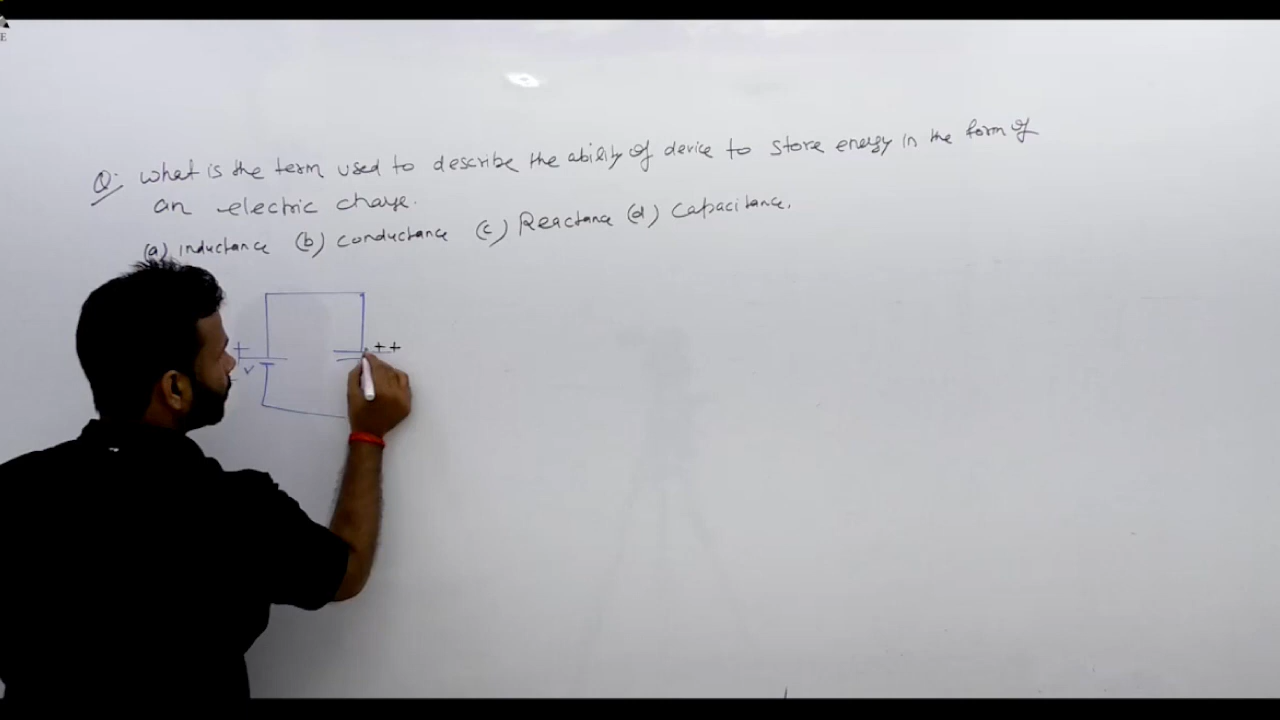 Q: What is the term used to describe the ability of device to store energy in the form of
an electric charge.
(a) inductance (b) conductance (c) Reactance (d) Capacitance.
+ ++
V
-
E